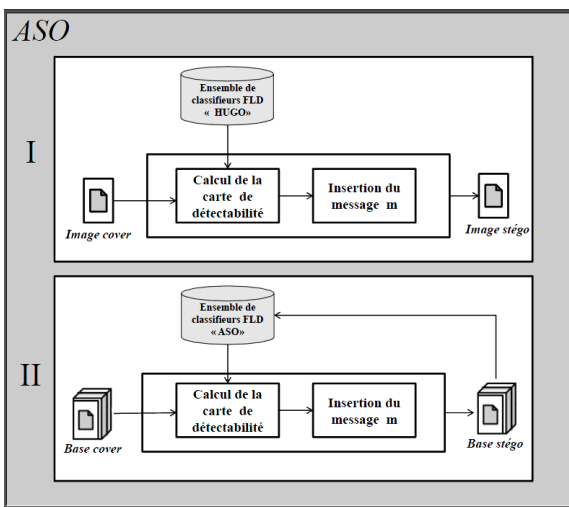 ASO
I
Ensemble de
classifieurs FLD
« HUGO»
Calcul de la
carte de
détectabilité
Insertion du
message m
Image cover
Image stégo
II
Ensemble de
classifieurs FLD
« ASO»
Calcul de la
carte de
détectabilité
Insertion du
message m
Base cover
Base stégo